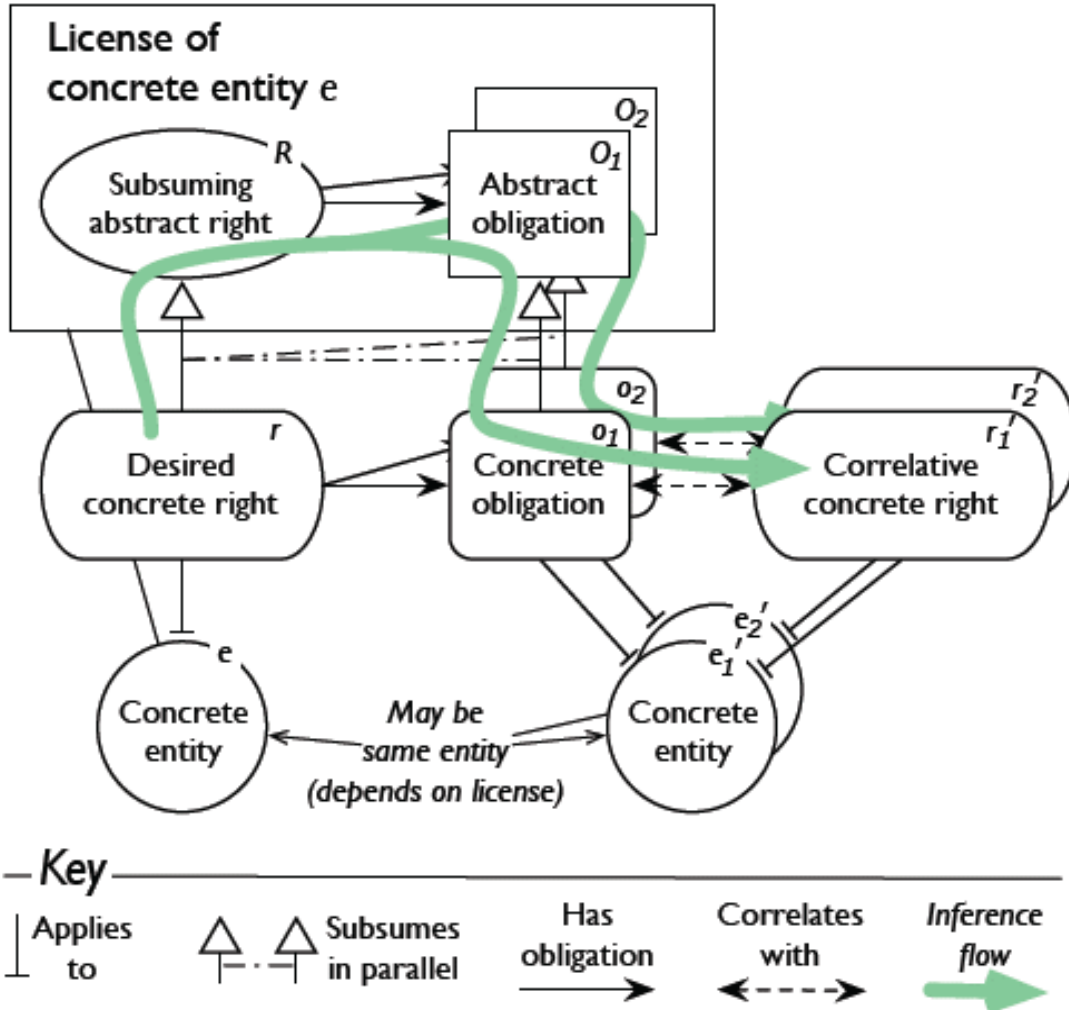 License of
concrete entity e
R
Subsuming
abstract right
O2
O1
Abstract
obligation
r
Desired
concrete right
o2
o1
Concrete
obligation
r2′
r1′
Correlative
concrete right
e
Concrete
entity
May be
same entity
(depends on license)
e2′
e1′
Concrete
entity
Key
Applies
to
Subsumes
in parallel
Has
obligation
Correlates
with
Inference
flow